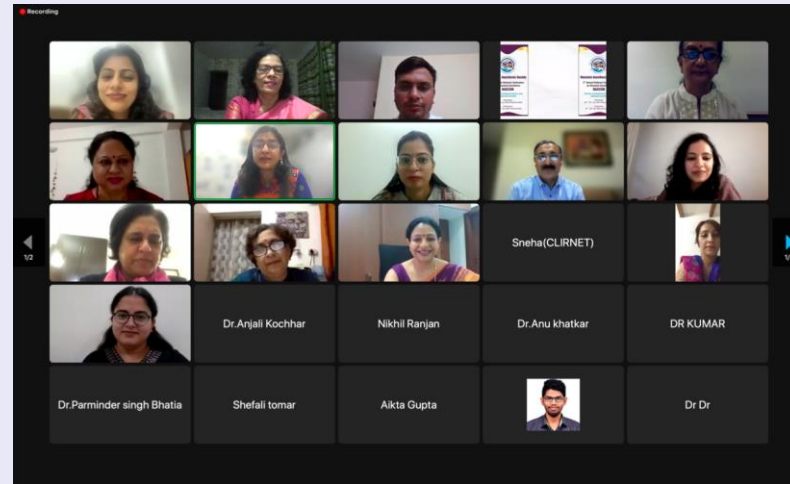 Recording
Sneha(CLIRNET)
1/2
Dr.Anjali Kochhar
Nikhil Ranjan
Dr.Anu khatkar
DR KUMAR
Dr.Parminder singh Bhatia
Shefali tomar
Aikta Gupta
Dr Dr